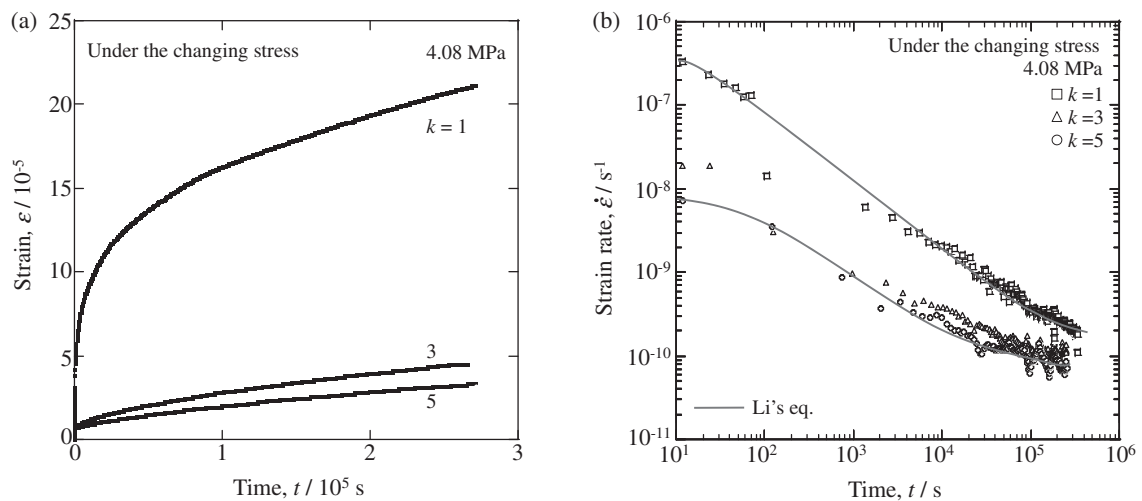 (a)
Under the changing stress
4.08 MPa
k = 1
3
5
25
20
15
10
5
0
0
1
2
3
Strain, ε / 10⁻⁵
Time, t / 10⁵ s
(b)
Under the changing stress
4.08 MPa
□ k =1
△ k =3
○ k =5
Li's eq.
10⁻⁶
10⁻⁷
10⁻⁸
10⁻⁹
10⁻¹⁰
10⁻¹¹
10¹
10²
10³
10⁴
10⁵
10⁶
Strain rate, ε̇ / s⁻¹
Time, t / s